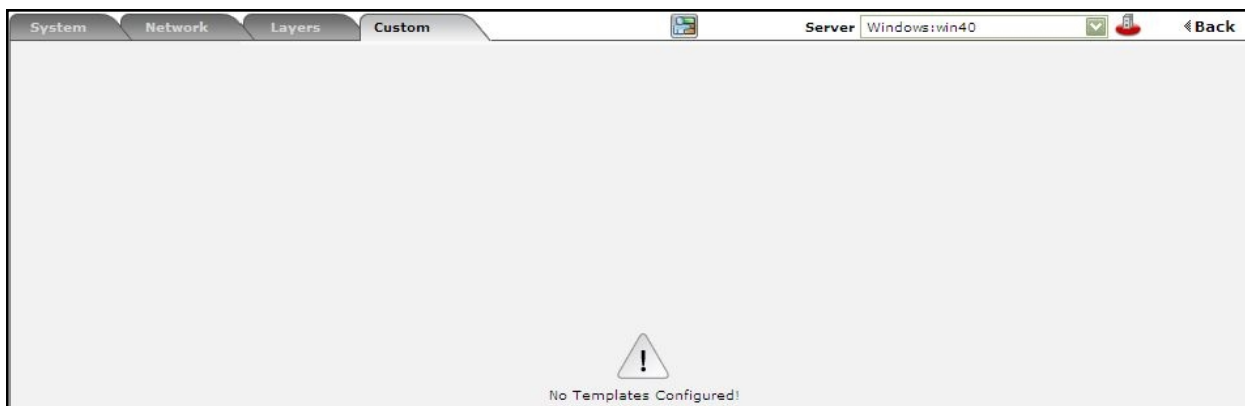 System Network Layers Custom Server Windows:win40 Back
!
No Templates Configured!